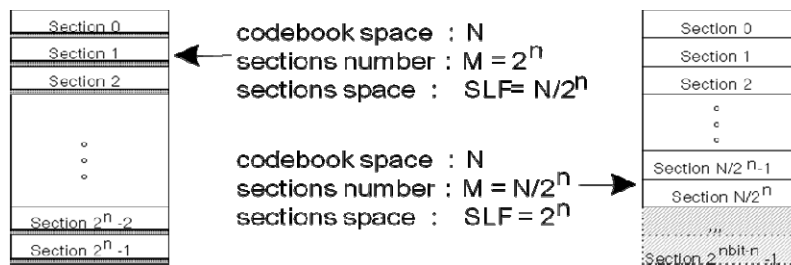 Section 0
Section 1
Section 2
Section 2ⁿ -2
Section 2ⁿ -1
codebook space : N
sections number : M = 2ⁿ
sections space : SLF= N/2ⁿ
codebook space : N
sections number : M = N/2ⁿ
sections space : SLF = 2ⁿ
Section 0
Section 1
Section 2
Section N/2ⁿ-1
Section N/2ⁿ
,,,
Section 2ⁿᵇⁱᵗ⁻ⁿ -1